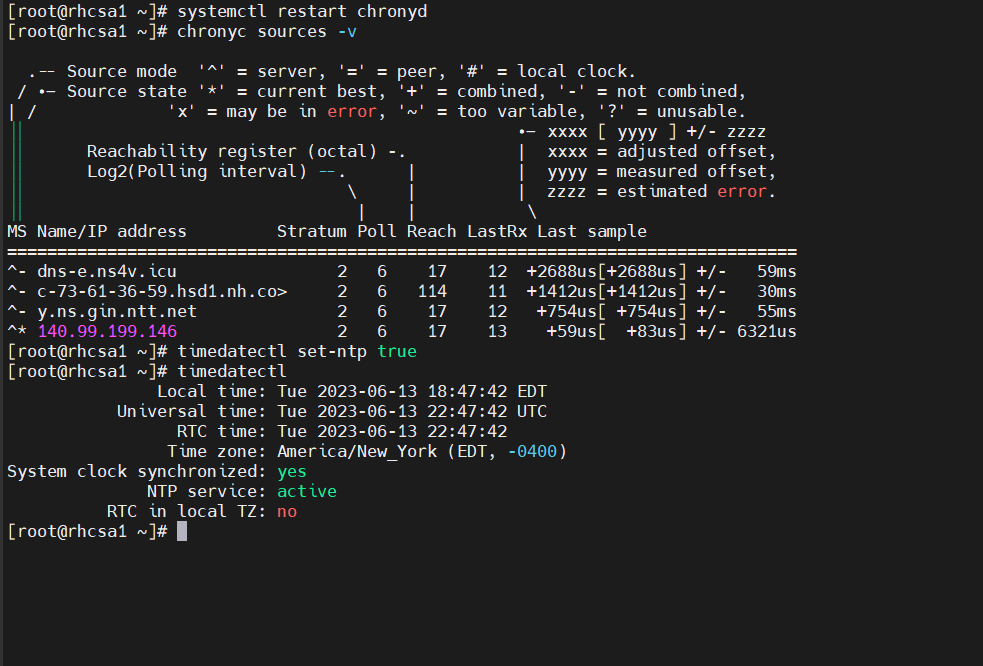 [root@rhcsa1 ~]# systemctl restart chronyd
[root@rhcsa1 ~]# chronyc sources -v

  .-- Source mode  '^' = server, '=' = peer, '#' = local clock.
 / .- Source state '*' = current best, '+' = combined, '-' = not combined,
| /             'x' = may be in error, '~' = too variable, '?' = unusable.
||                                                 .- xxxx [ yyyy ] +/- zzzz
||      Reachability register (octal) -.           |  xxxx = adjusted offset,
||      Log2(Polling interval) --.      |          |  yyyy = measured offset,
||                                \     |          |  zzzz = estimated error.
||                                 |    |           \
MS Name/IP address         Stratum Poll Reach LastRx Last sample
===============================================================================
^- dns-e.ns4v.icu                2   6    17    12  +2688us[+2688us] +/-   59ms
^- c-73-61-36-59.hsd1.nh.co>     2   6   114    11  +1412us[+1412us] +/-   30ms
^- y.ns.gin.ntt.net              2   6    17    12   +754us[ +754us] +/-   55ms
^* 140.99.199.146                2   6    17    13    +59us[  +83us] +/- 6321us
[root@rhcsa1 ~]# timedatectl set-ntp true
[root@rhcsa1 ~]# timedatectl
               Local time: Tue 2023-06-13 18:47:42 EDT
           Universal time: Tue 2023-06-13 22:47:42 UTC
                 RTC time: Tue 2023-06-13 22:47:42
                Time zone: America/New_York (EDT, -0400)
System clock synchronized: yes
              NTP service: active
          RTC in local TZ: no
[root@rhcsa1 ~]#